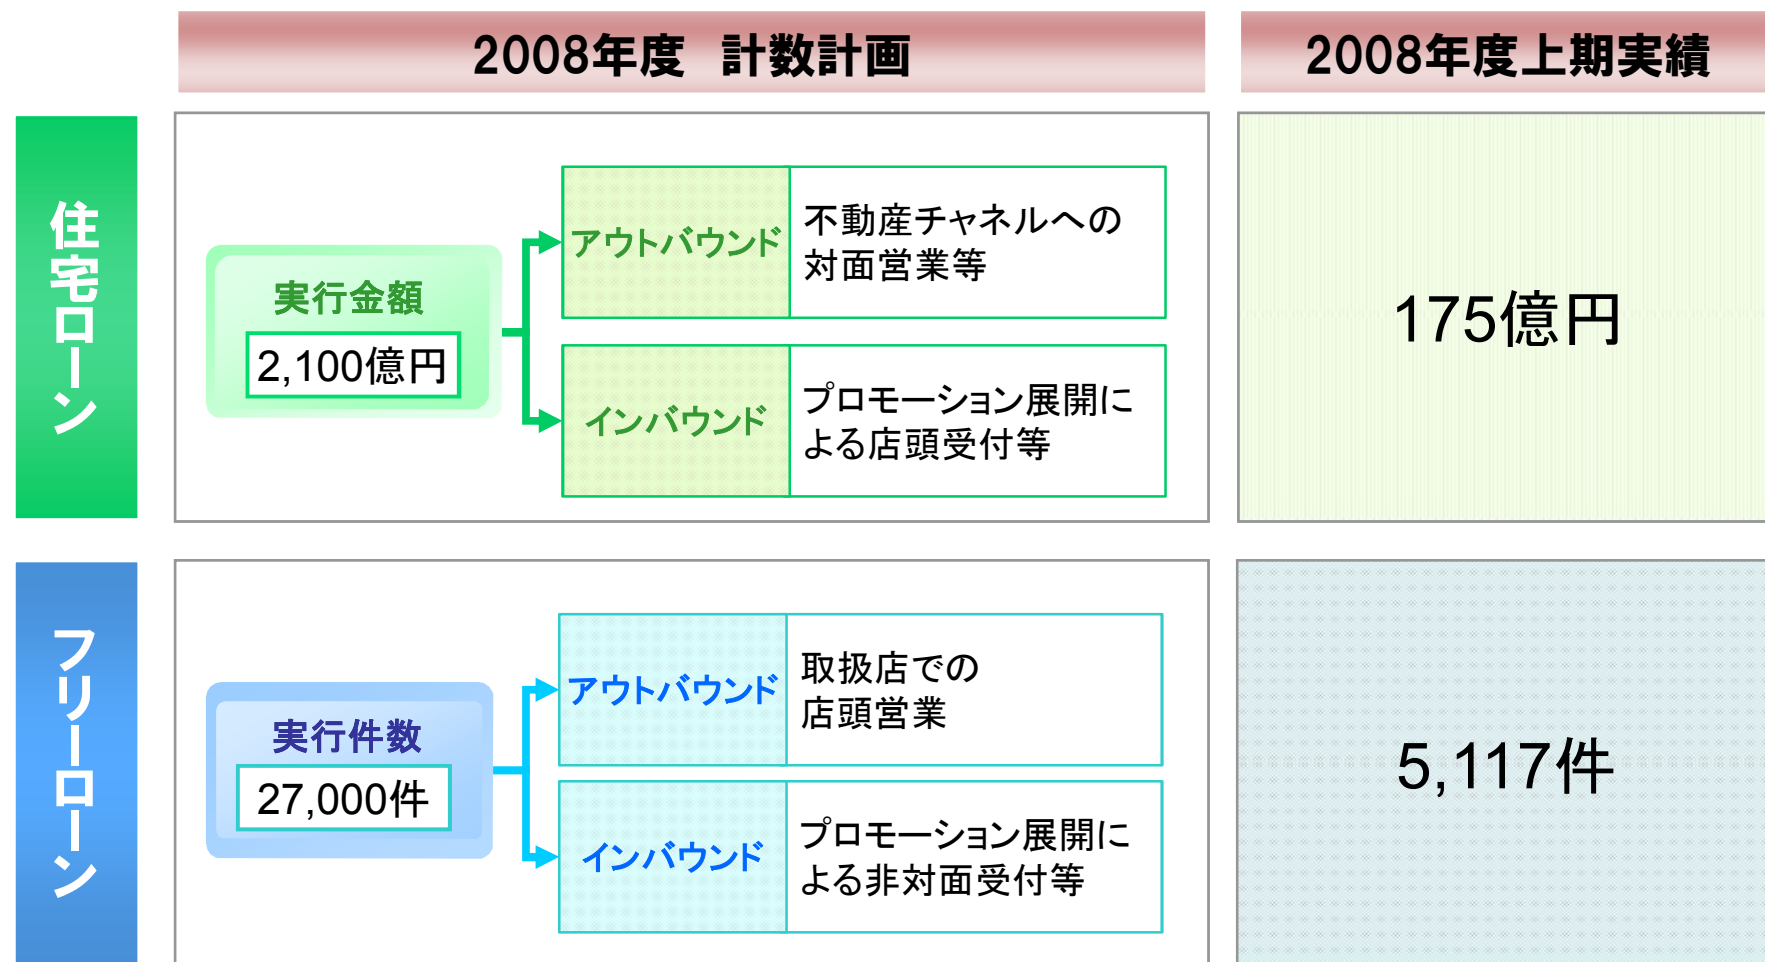 2008年度　計数計画
2008年度上期実績
住宅ローン
実行金額
2,100億円
アウトバウンド
不動産チャネルへの
対面営業等
インバウンド
プロモーション展開に
よる店頭受付等
175億円
フリーローン
実行件数
27,000件
アウトバウンド
取扱店での
店頭営業
インバウンド
プロモーション展開に
よる非対面受付等
5,117件